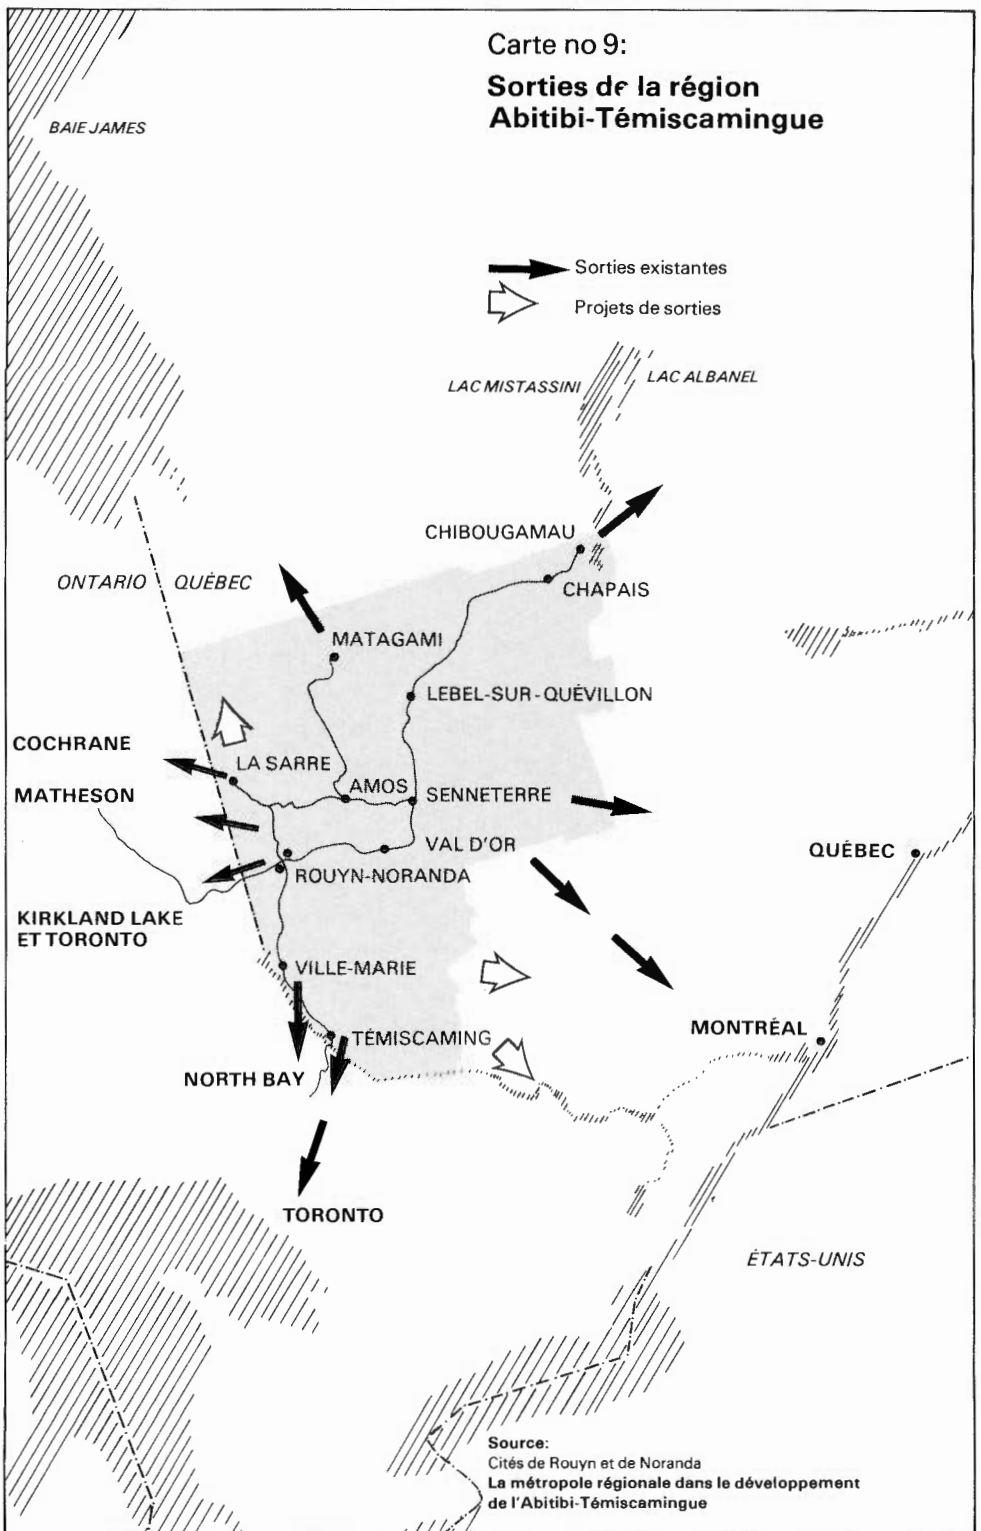 Carte no 9:
Sorties de la région
Abitibi-Témiscamingue
BAIE JAMES
Sorties existantes
Projets de sorties
LAC MISTASSINI
LAC ALBANEL
CHIBOUGAMAU
CHAPAIS
ONTARIO
QUÉBEC
MATAGAMI
LEBEL-SUR-QUÉVILLON
COCHRANE
LA SARRE
MATHESON
AMOS
SENNETERRE
VAL D'OR
QUÉBEC
ROUYN-NORANDA
KIRKLAND LAKE
ET TORONTO
VILLE-MARIE
TÉMISCAMING
MONTRÉAL
NORTH BAY
TORONTO
ÉTATS-UNIS
Source:
Cités de Rouyn et de Noranda
La métropole régionale dans le développement
de l'Abitibi-Témiscamingue